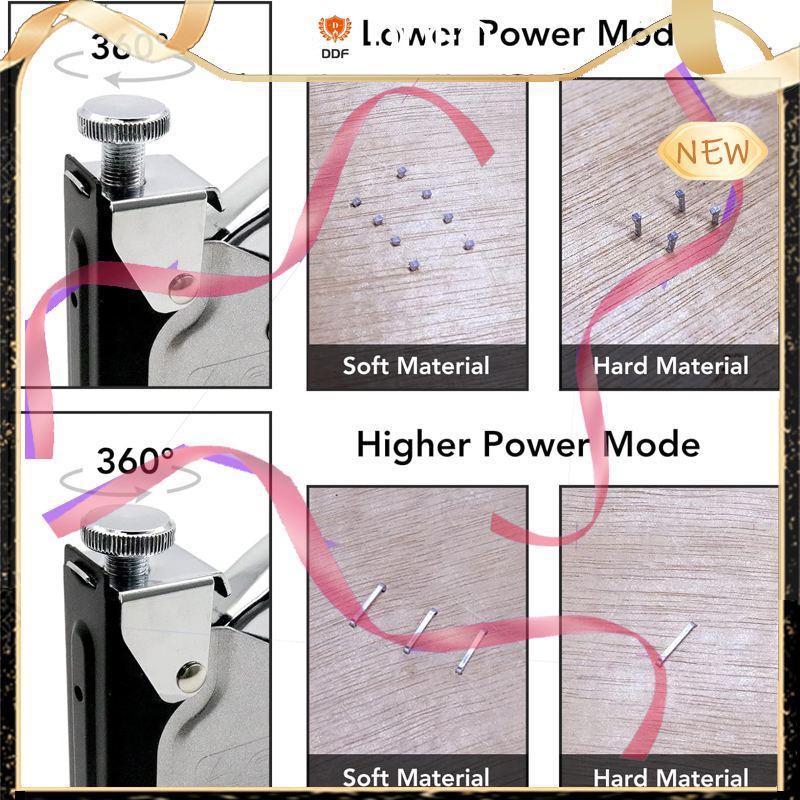 360°
DDF
Lower Power Mod
NEW
Soft Material
Hard Material
360°
Higher Power Mode
Soft Material
Hard Material